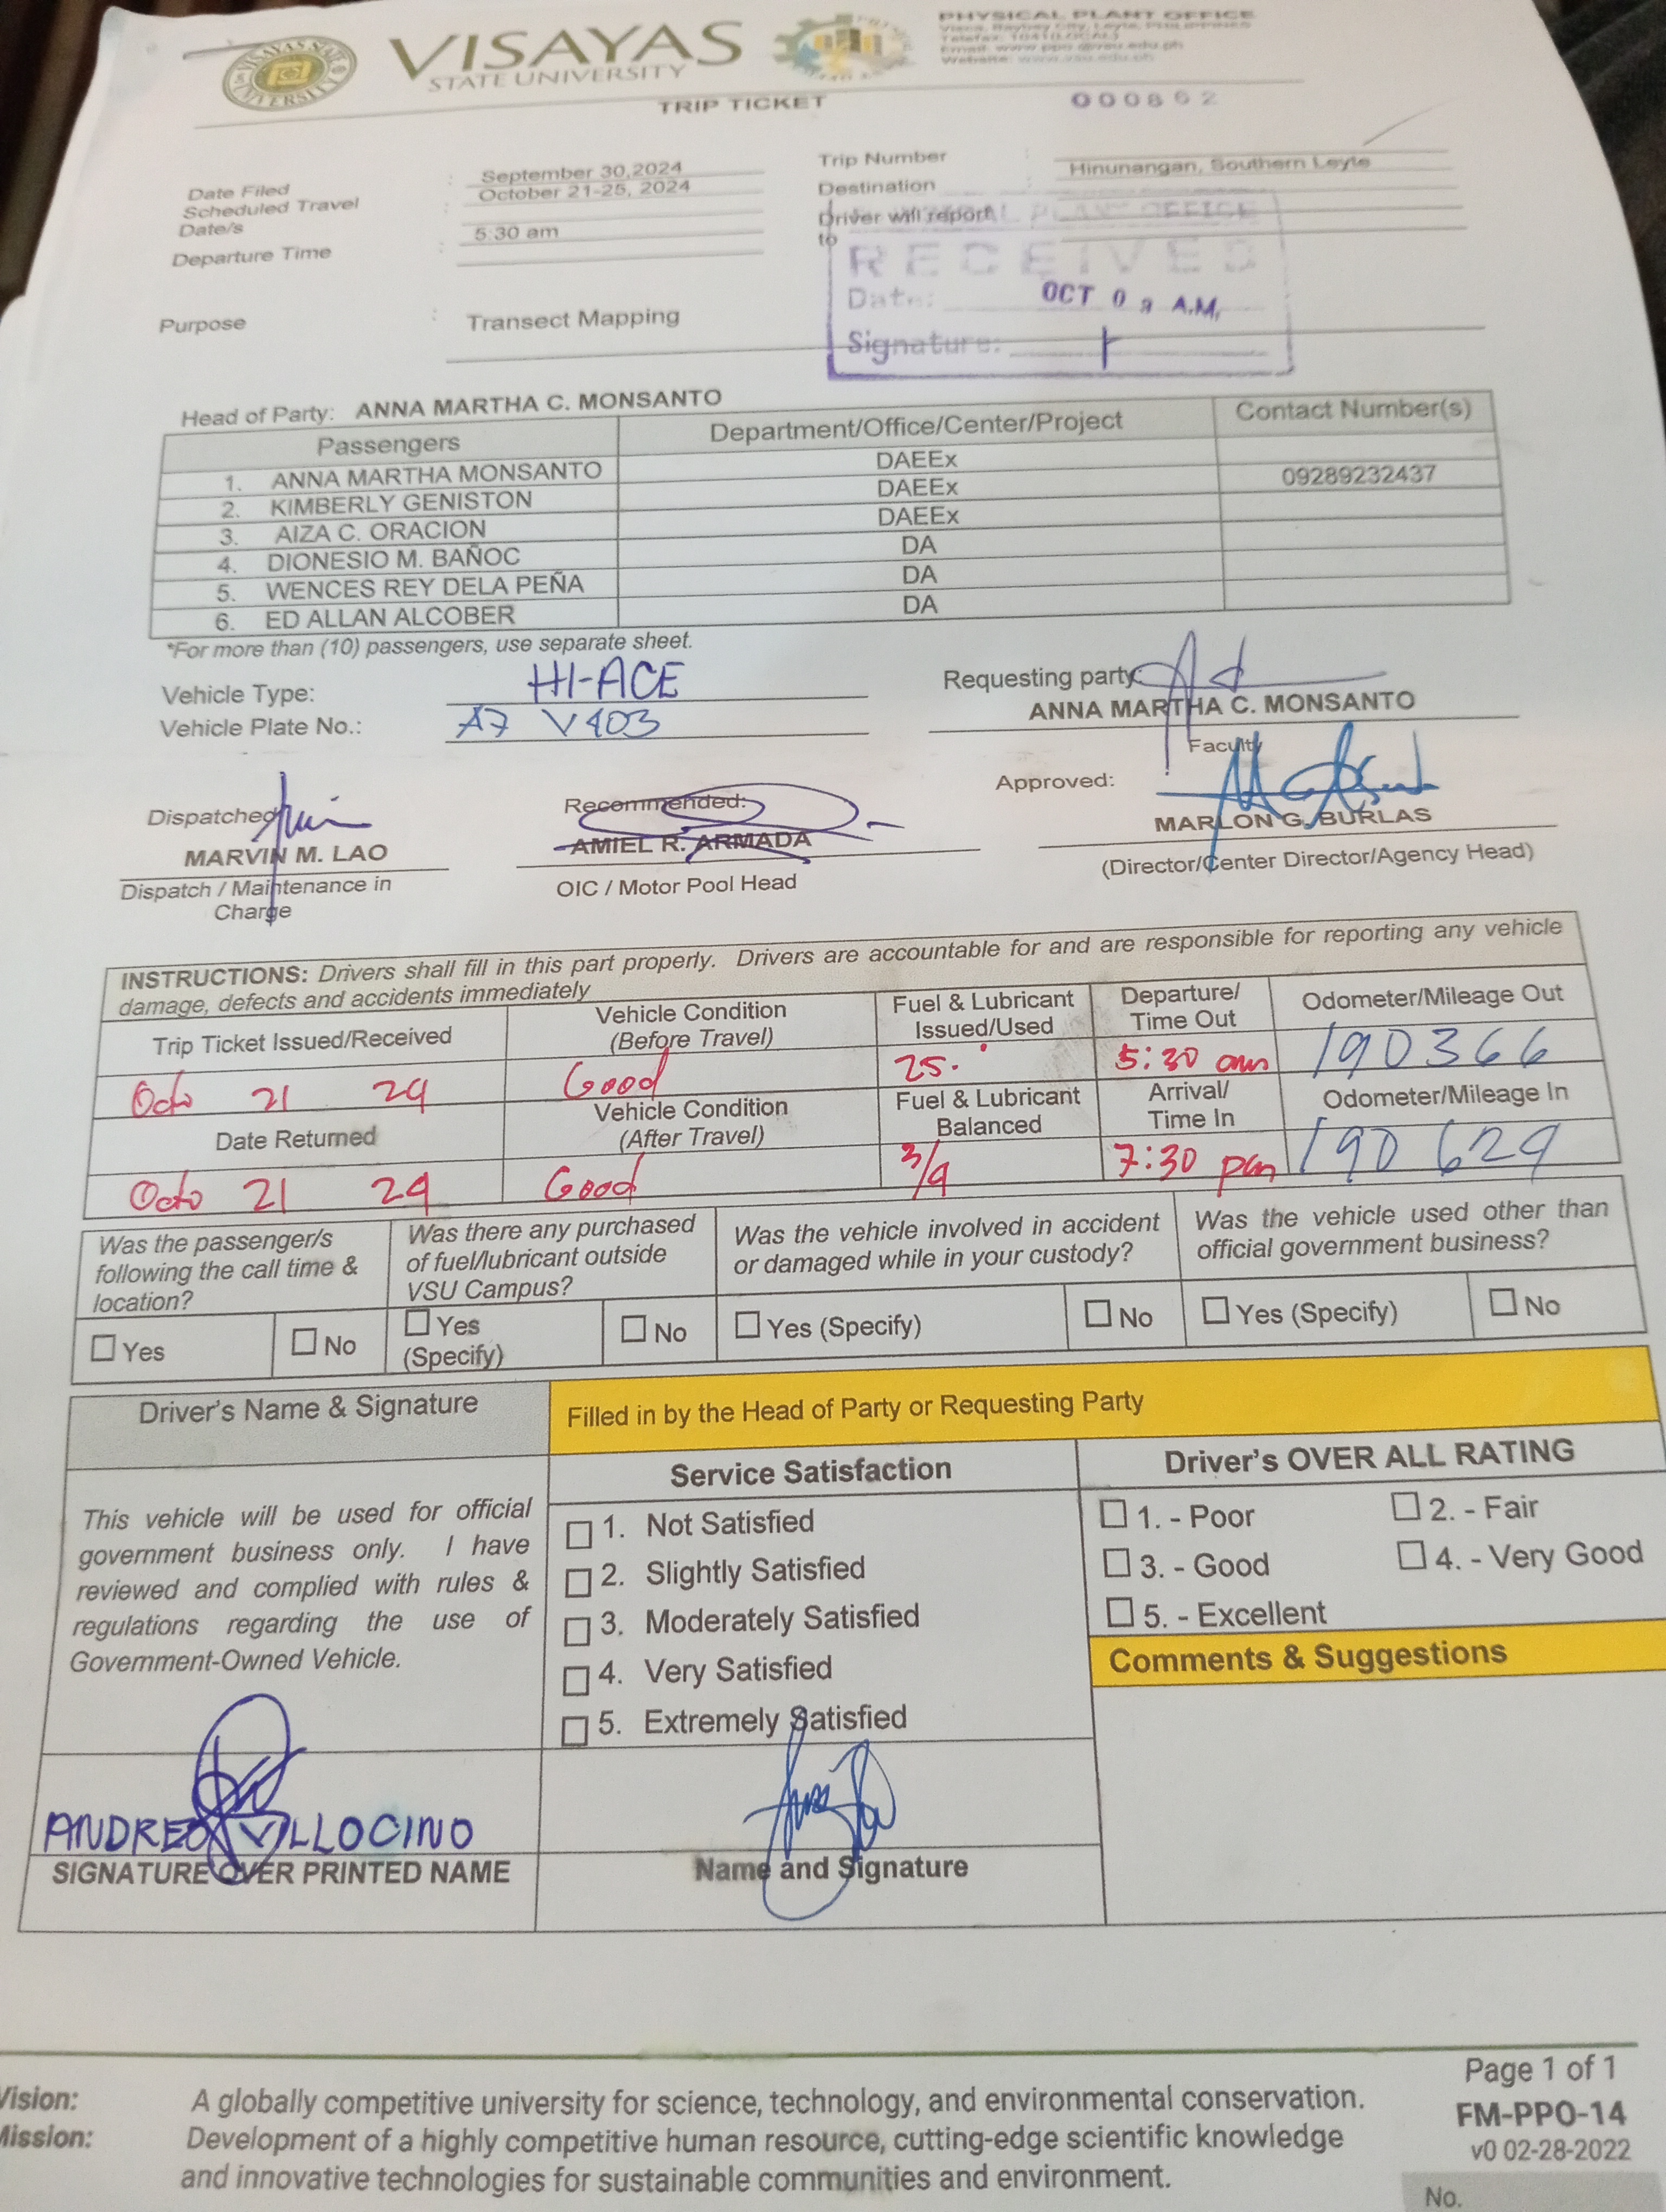 VISAYAS
STATE UNIVERSITY
PHYSICAL PLANT OFFICE
Website: www.vsu.edu.ph
TRIP TICKET
000862
Date Filed : September 30,2024
Scheduled Travel Date/s : October 21-25, 2024
Departure Time : 5:30 am
Trip Number :
Destination Hinunangan, Southern Leyte
Driver will report to
PLANT OFFICE
RECEIVED
Date: OCT 0 A.M.
Signature:
Purpose : Transect Mapping
Head of Party: ANNA MARTHA C. MONSANTO
Passengers Department/Office/Center/Project Contact Number(s)
1. ANNA MARTHA MONSANTO DAEEx
2. KIMBERLY GENISTON DAEEx 09289232437
3. AIZA C. ORACION DAEEx
4. DIONESIO M. BAÑOC DA
5. WENCES REY DELA PEÑA DA
6. ED ALLAN ALCOBER DA
*For more than (10) passengers, use separate sheet.
Vehicle Type: HI-ACE
Vehicle Plate No.: A7 V403
Requesting party:
ANNA MARTHA C. MONSANTO
Faculty
Dispatched
MARVIN M. LAO
Dispatch / Maintenance in
Charge
Recommended:
AMIEL R. ARMADA
OIC / Motor Pool Head
Approved:
MARLON G. BURLAS
(Director/Center Director/Agency Head)
INSTRUCTIONS: Drivers shall fill in this part properly. Drivers are accountable for and are responsible for reporting any vehicle
damage, defects and accidents immediately
Trip Ticket Issued/Received Vehicle Condition (Before Travel) Fuel & Lubricant Issued/Used Departure/ Time Out Odometer/Mileage Out
Octo 21 24 Good 25. 5:30 am 190366
Date Returned Vehicle Condition (After Travel) Fuel & Lubricant Balanced Arrival/ Time In Odometer/Mileage In
Octo 21 24 Good 3/4 7:30 pm 190 629
Was the passenger/s
following the call time &
location?
Was there any purchased
of fuel/lubricant outside
VSU Campus?
Was the vehicle involved in accident
or damaged while in your custody?
Was the vehicle used other than
official government business?
Yes No Yes (Specify) No Yes (Specify) No Yes (Specify) No
Driver's Name & Signature
Filled in by the Head of Party or Requesting Party
This vehicle will be used for official
government business only. I have
reviewed and complied with rules &
regulations regarding the use of
Government-Owned Vehicle.
Service Satisfaction
1. Not Satisfied
2. Slightly Satisfied
3. Moderately Satisfied
4. Very Satisfied
5. Extremely Satisfied
Driver's OVER ALL RATING
1. - Poor 2. - Fair
3. - Good 4. - Very Good
5. - Excellent
Comments & Suggestions
VILLOCINO
SIGNATURE OVER PRINTED NAME
Name and Signature
Vision: A globally competitive university for science, technology, and environmental conservation.
Mission: Development of a highly competitive human resource, cutting-edge scientific knowledge
and innovative technologies for sustainable communities and environment.
Page 1 of 1
FM-PPO-14
v0 02-28-2022
No.